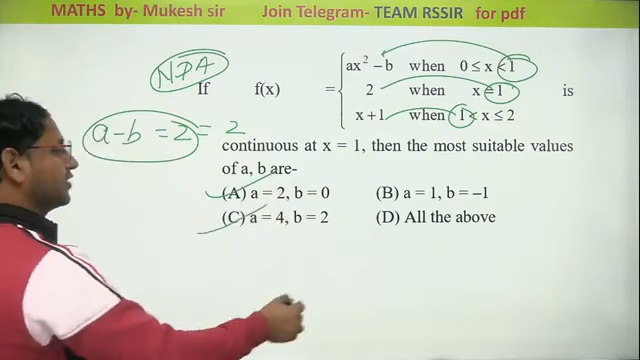 MATHS by- Mukesh sir Join Telegram- TEAM RSSIR for pdf
NDA
If f(x) = { ax² – b when 0 ≤ x < 1
2 when x = 1 is
x + 1 when 1 < x ≤ 2
a-b = 2 = 2
continuous at x = 1, then the most suitable values
of a, b are-
(A) a = 2, b = 0 (B) a = 1, b = –1
(C) a = 4, b = 2 (D) All the above